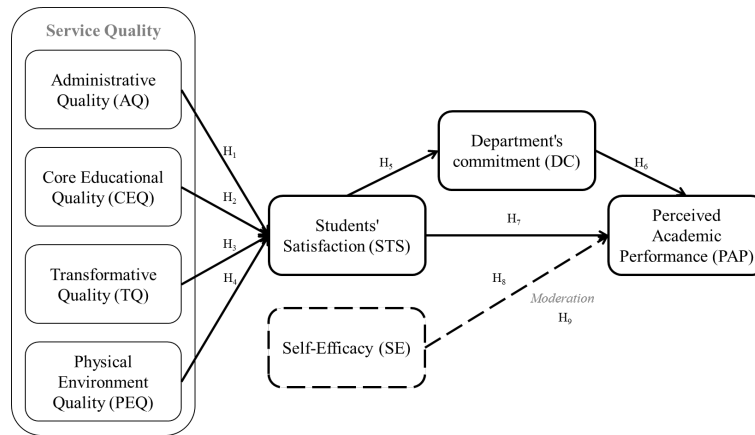 Service Quality
Administrative
Quality (AQ)
Core Educational
Quality (CEQ)
Transformative
Quality (TQ)
Physical
Environment
Quality (PEQ)
H1
H2
H3
H4
Students'
Satisfaction (STS)
H5
Department's
commitment (DC)
H6
H7
Perceived
Academic
Performance (PAP)
Self-Efficacy (SE)
H8
Moderation
H9